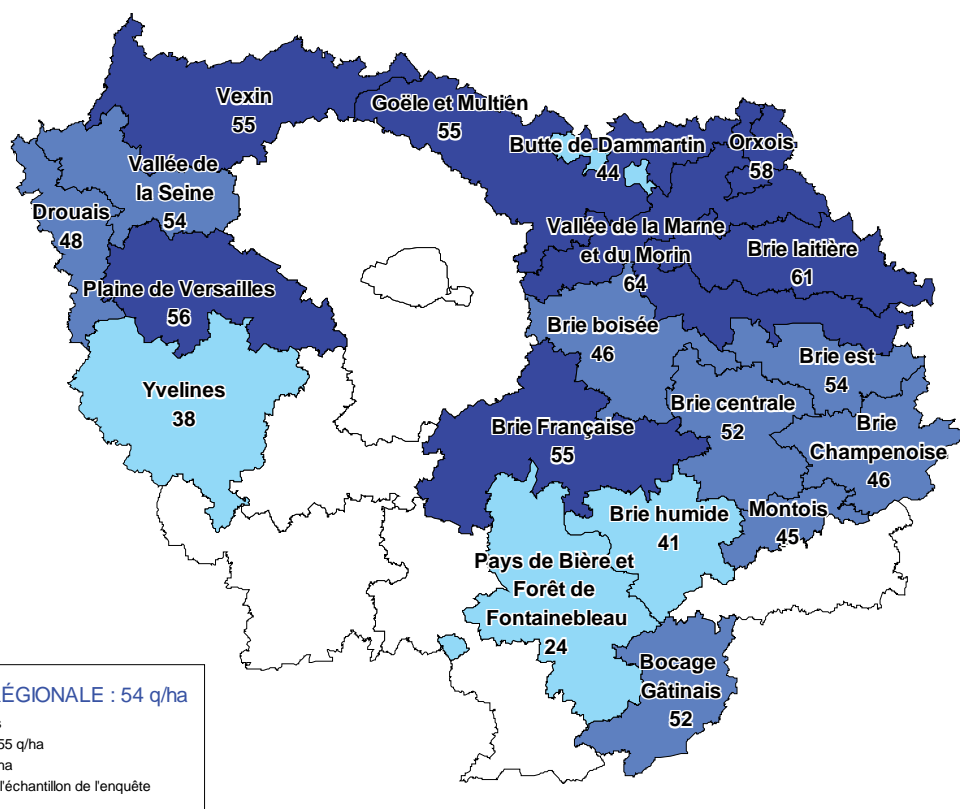 Vexin
55
Goële et Multien
55
Butte de Dammartin
44
Orxois
58
Vallée de
la Seine
54
Drouais
48
Vallée de la Marne
et du Morin
64
Brie laitière
61
Plaine de Versailles
56
Brie boisée
46
Brie est
54
Yvelines
38
Brie centrale
52
Brie Française
55
Brie
Champenoise
46
Montois
45
Brie humide
41
Pays de Bière et
Forêt de
Fontainebleau
24
Bocage
Gâtinais
52
ÉGIONALE : 54 q/ha
55 q/ha
l'échantillon de l'enquête